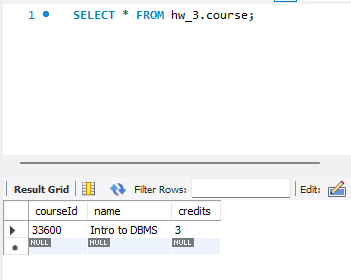 1 SELECT * FROM hw_3.course;
Result Grid Filter Rows: Edit:
courseId name credits
33600 Intro to DBMS 3
NULL NULL NULL